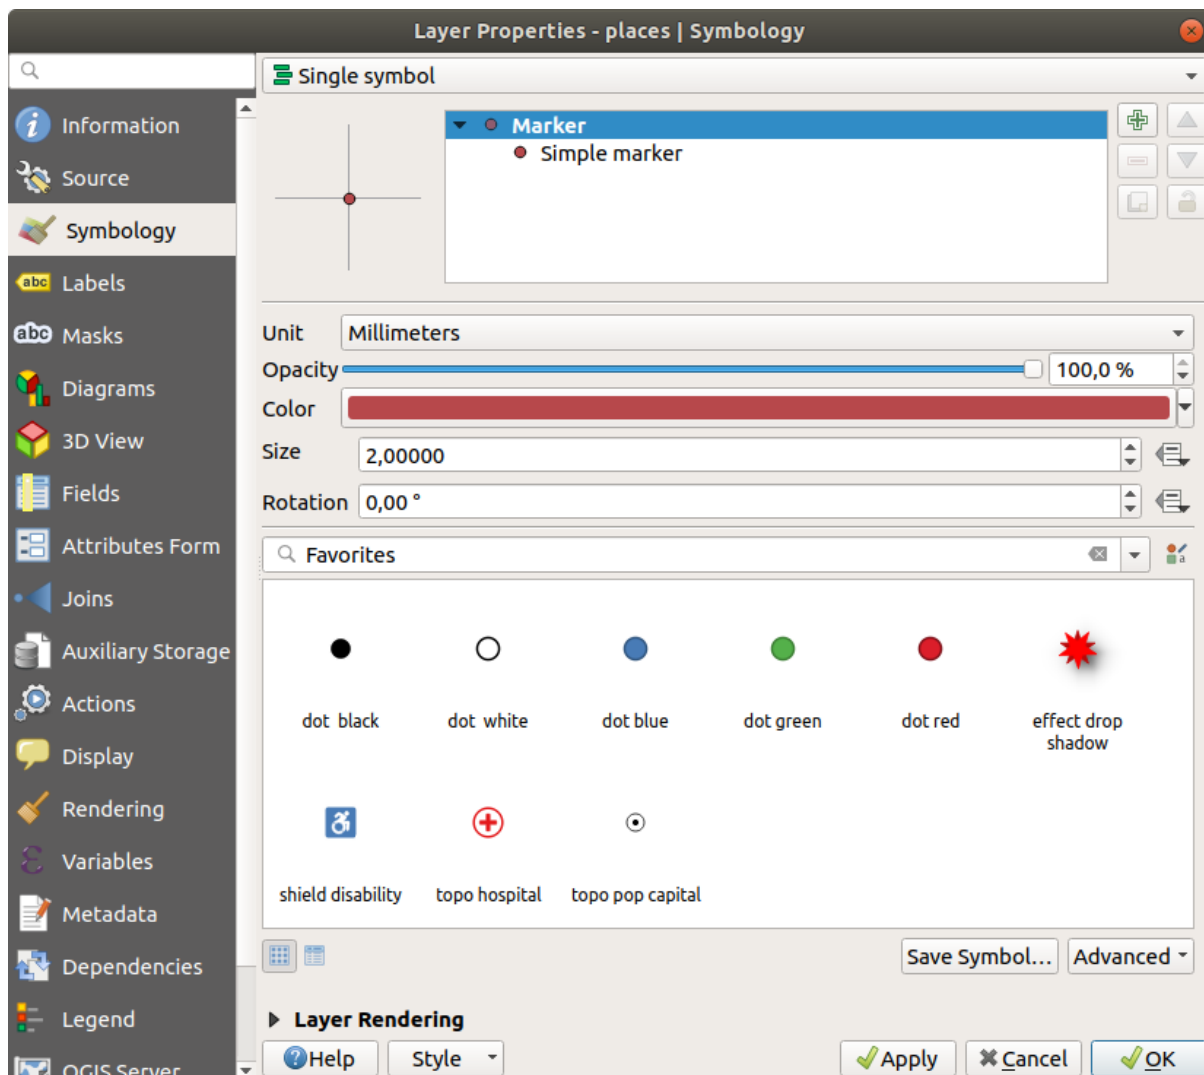 Layer Properties - places | Symbology
Single symbol
Information
Source
Symbology
Labels
Masks
Diagrams
3D View
Fields
Attributes Form
Joins
Auxiliary Storage
Actions
Display
Rendering
Variables
Metadata
Dependencies
Legend
QGIS Server
Marker
Simple marker
Unit Millimeters
Opacity 100,0 %
Color
Size 2,00000
Rotation 0,00 °
Favorites
dot black dot white dot blue dot green dot red effect drop
shadow
shield disability topo hospital topo pop capital
Save Symbol... Advanced
Layer Rendering
Help Style Apply Cancel OK